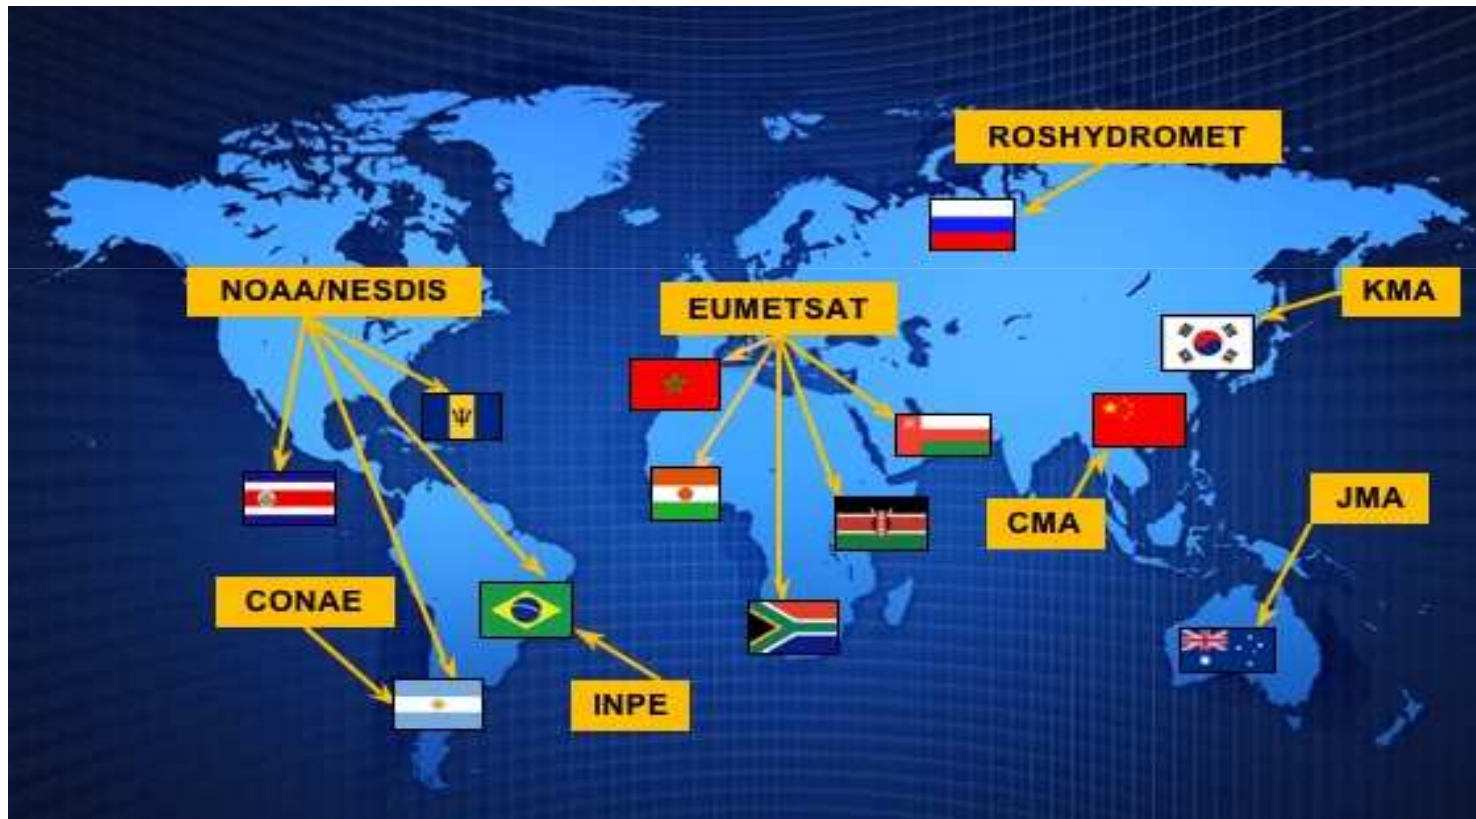 ROSHYDROMET
NOAA/NESDIS
KMA
EUMETSAT
JMA
CMA
CONAE
INPE